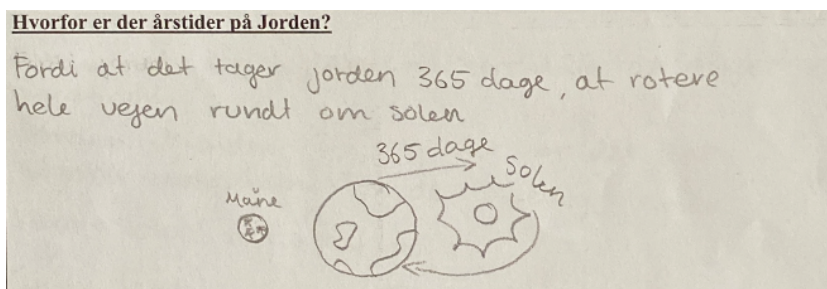 Hvorfor er der årstider på Jorden?
Fordi at det tager jorden 365 dage, at rotere
hele vejen rundt om solen
365 dage
Solen
Måne